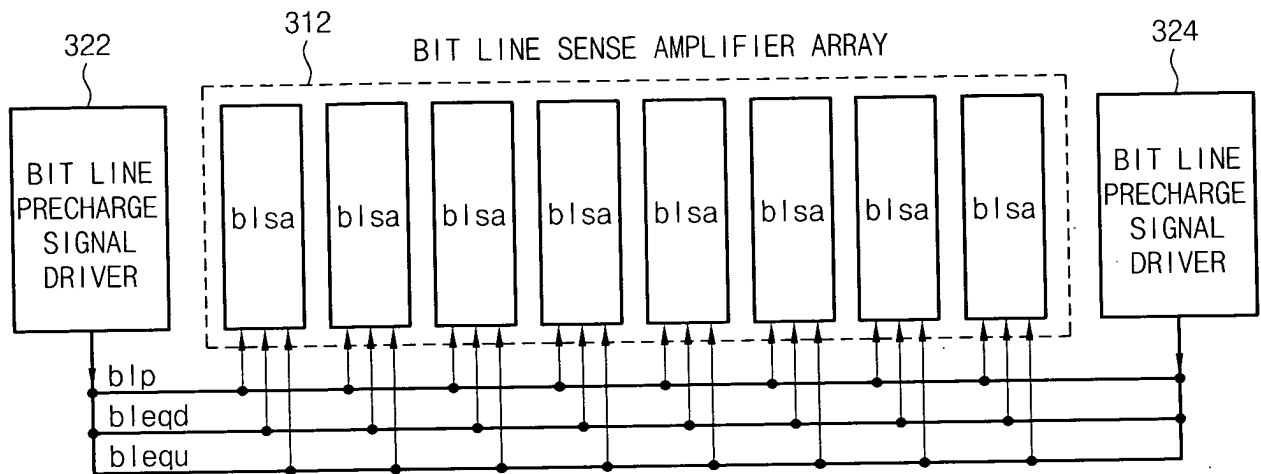 322
312
BIT LINE SENSE AMPLIFIER ARRAY
324
BIT LINE
PRECHARGE
SIGNAL
DRIVER
blsa
blsa
blsa
blsa
blsa
blsa
blsa
blsa
BIT LINE
PRECHARGE
SIGNAL
DRIVER
blp
bleqd
blequ